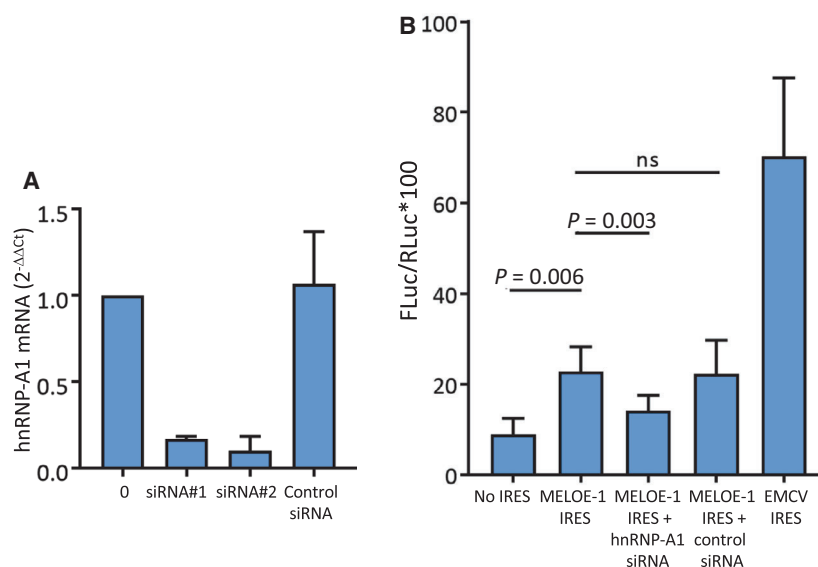 A
hnRNP-A1 mRNA (2-ΔΔCt)
1.5
1.0
0.5
0.0
0 siRNA#1 siRNA#2 Control
siRNA
B
FLuc/RLuc*100
100
80
60
40
20
0
ns
P = 0.003
P = 0.006
No IRES MELOE-1 MELOE-1 MELOE-1 EMCV
IRES IRES + IRES + IRES
hnRNP-A1 control
siRNA siRNA